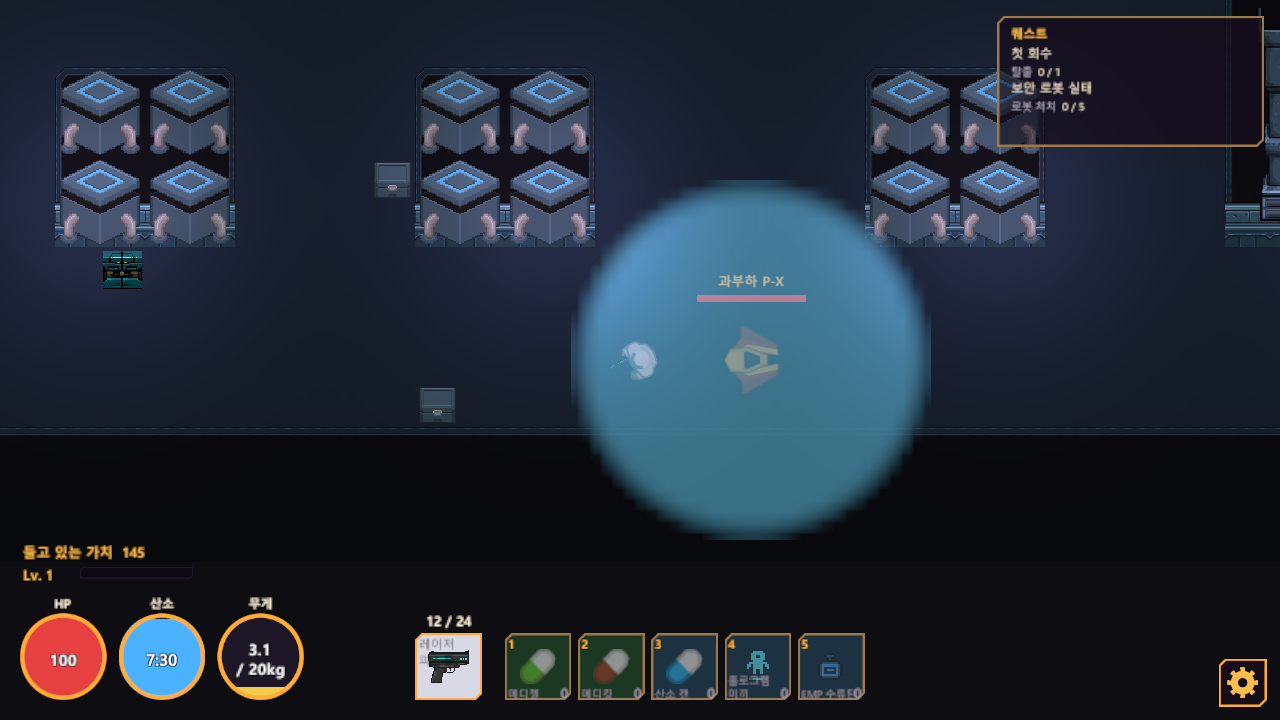 퀘스트
첫 회수
탈출 0/1
보안 로봇 실태
로봇 처치 0/5
과부하 P-X
들고 있는 가치 145
Lv. 1
HP
산소
무게
100
7:30
3.1
/ 20kg
12 / 24
레이저
1
메디젤 0
2
메디킷 0
3
산소 캔 0
4
홀로그램
미끼 0
5
EMP 수류탄 0